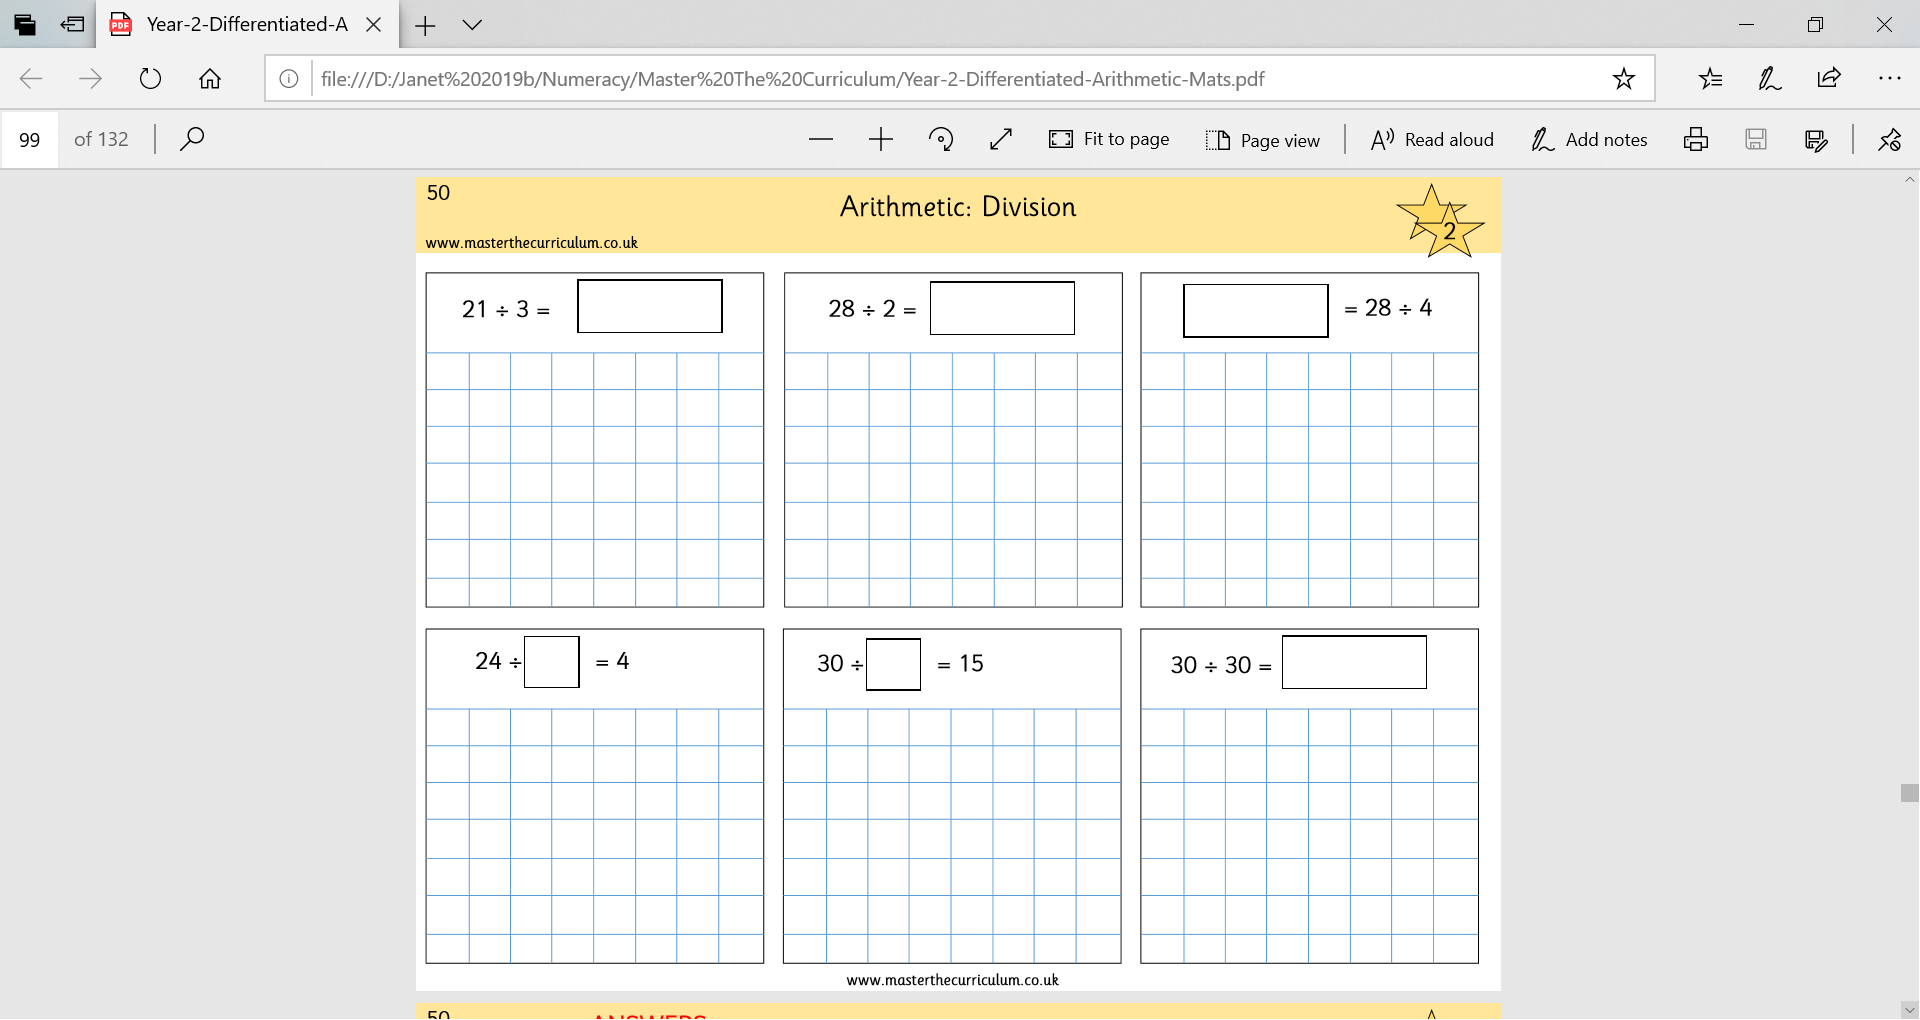 Year-2-Differentiated-A
file:///D:/Janet%202019b/Numeracy/Master%20The%20Curriculum/Year-2-Differentiated-Arithmetic-Mats.pdf
99 of 132 Fit to page Page view Read aloud Add notes
50
Arithmetic: Division
2
www.masterthecurriculum.co.uk
21 ÷ 3 =
28 ÷ 2 =
= 28 ÷ 4
24 ÷ = 4
30 ÷ = 15
30 ÷ 30 =
www.masterthecurriculum.co.uk
50
ANSWERS